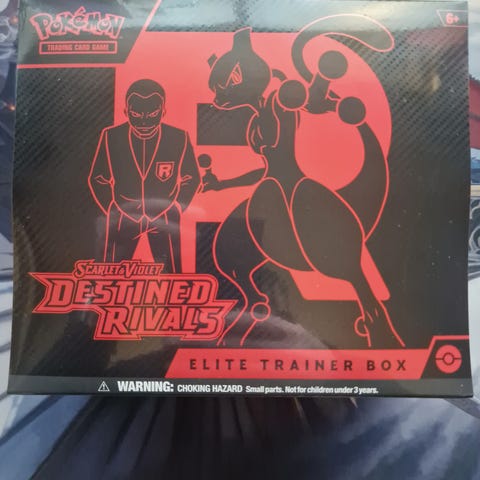 POKéMON
TRADING CARD GAME
6+
R
SCARLET & VIOLET
DESTINED
RIVALS
ELITE TRAINER BOX
⚠ WARNING: CHOKING HAZARD Small parts. Not for children under 3 years.